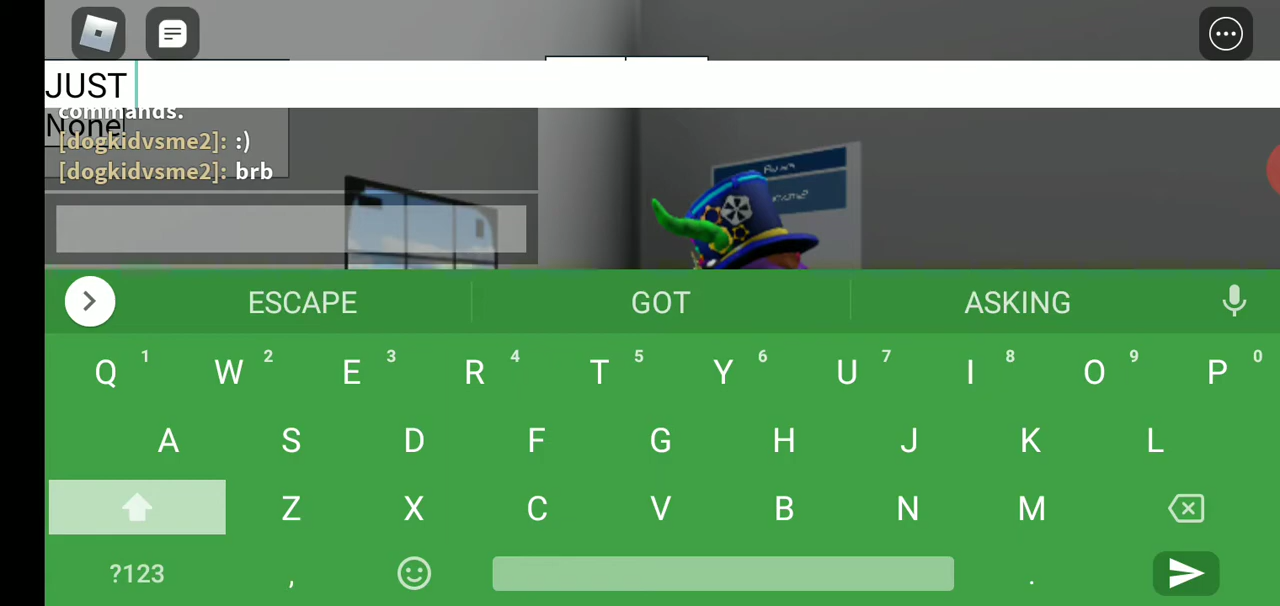 JUST
commands.
None
[dogkidvsme2]: :)
[dogkidvsme2]: brb
ESCAPE GOT ASKING
Q 1 W 2 E 3 R 4 T 5 Y 6 U 7 I 8 O 9 P 0
A S D F G H J K L
Z X C V B N M
?123 , .